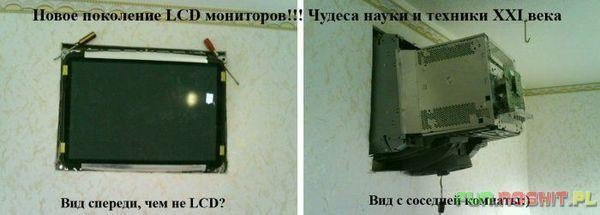 Новое поколение LCD мониторов!!! Чудеса науки и техники XXI века
Вид спереди, чем не LCD?
Вид с соседней комнаты:)